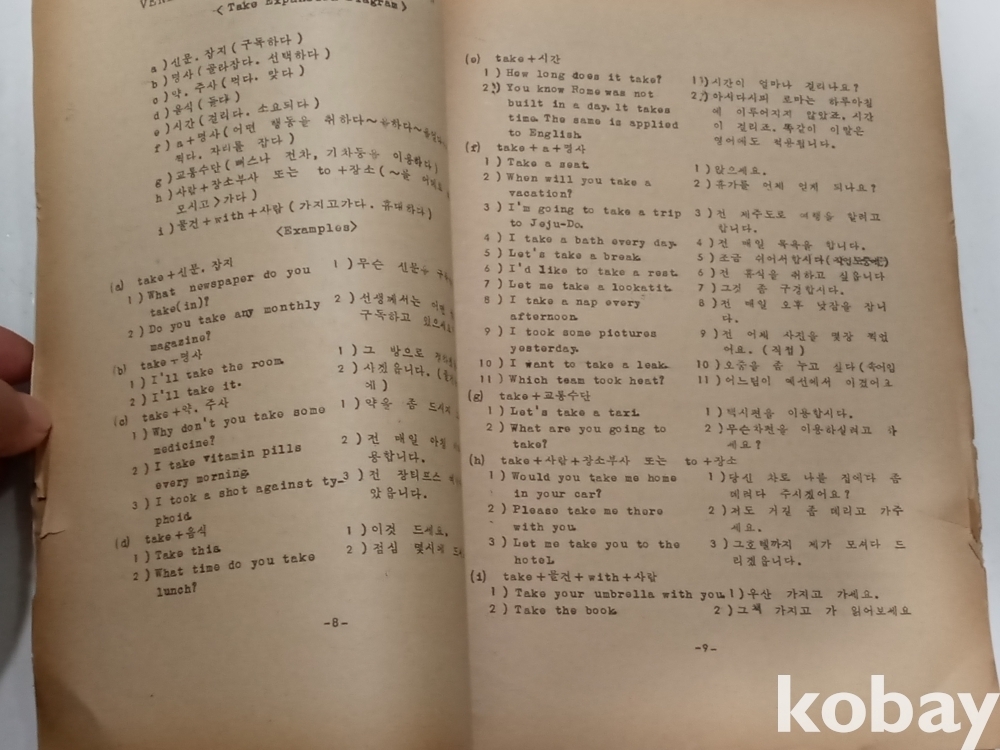 VEN
<Take Expansion Diagram>
a)신문. 잡지(구독하다)
b)명사(골라잡다. 선택하다)
c)약. 주사(먹다. 맞다)
d)음식(들다)
e)시간(걸리다. 소요되다)
f)a+명사(어떤 행동을 취하다~을하다~을
찍다. 자리를 잡다)
g)교통수단(뻐스나 전차, 기차등을 이용하다)
h)사람+장소부사 또는 to+장소(~을
모시고>가다)
i)물건+with+사람(가지고가다. 휴대하다)
<Examples>
(a) take+신문. 잡지
1)What newspaper do you
take(in)?
1)무슨 신문을
2)Do you take any monthly
magazine?
2)선생께서는
구독하고
(b) take+명사
1)I'll take the room.
1)그 방으로
2)I'll take it.
2)사겠읍니다.
게)
(c) take+약. 주사
1)Why don't you take some
medicine?
1)약을 좀
2)I take vitamin pills
every morning.
2)전 매일 아침
용합니다.
3)I took a shot against ty-
phoid.
3)전 장티프스
았읍니다.
(d) take+음식
1)Take this.
1)이것 드세요.
2)What time do you take
lunch?
2)점심 몇시에
-8-
(e) take+시간
1)How long does it take?
1)시간이 얼마나 걸리나요?
2)You know Rome was not
built in a day. It takes
time. The same is applied
to English.
2)아시다시피 로마는 하루아침
에 이루어지지 않았죠. 시간
이 걸리죠. 똑같이 이말은
영어에도 적용됩니다.
(f) take+a+명사
1)Take a seat.
1)앉으세요.
2)When will you take a
vacation?
2)휴가를 언제 얻게 되나요?
3)I'm going to take a trip
to Jeju-Do.
3)전 제주도로 여행을 할려고
합니다.
4)I take a bath every day.
4)전 매일 목욕을 합니다.
5)Let's take a break.
5)조금 쉬어서합시다(작업도중에)
6)I'd like to take a rest.
6)전 휴식을 취하고 싶읍니다
7)Let me take a lookatit.
7)그것 좀 구경합시다.
8)I take a nap every
afternoon.
8)전 매일 오후 낮잠을 잡니
다.
9)I took some pictures
yesterday.
9)전 어제 사진을 몇장 찍었
어요. (직접)
10)I want to take a leak.
10)오줌을 좀 누고 싶다(속어임
11)Which team took heat?
11)어느팀이 예선에서 이겼어요
(g) take+교통수단
1)Let's take a taxi.
1)택시편을 이용합시다.
2)What are you going to
take?
2)무슨차편을 이용하실려고 하
세요?
(h) take+사람+장소부사 또는 to+장소
1)Would you take me home
in your car?
1)당신 차로 나를 집에다 좀
데려다 주시겠어요?
2)Please take me there
with you.
2)저도 거길 좀 데리고 가주
세요.
3)Let me take you to the
hotel.
3)그호텔까지 제가 모셔다 드
리겠읍니다.
(i) take+물건+with+사람
1)Take your umbrella with you.
1)우산 가지고 가세요.
2)Take the book.
2)그책 가지고 가 읽어보세요
-9-
kobay